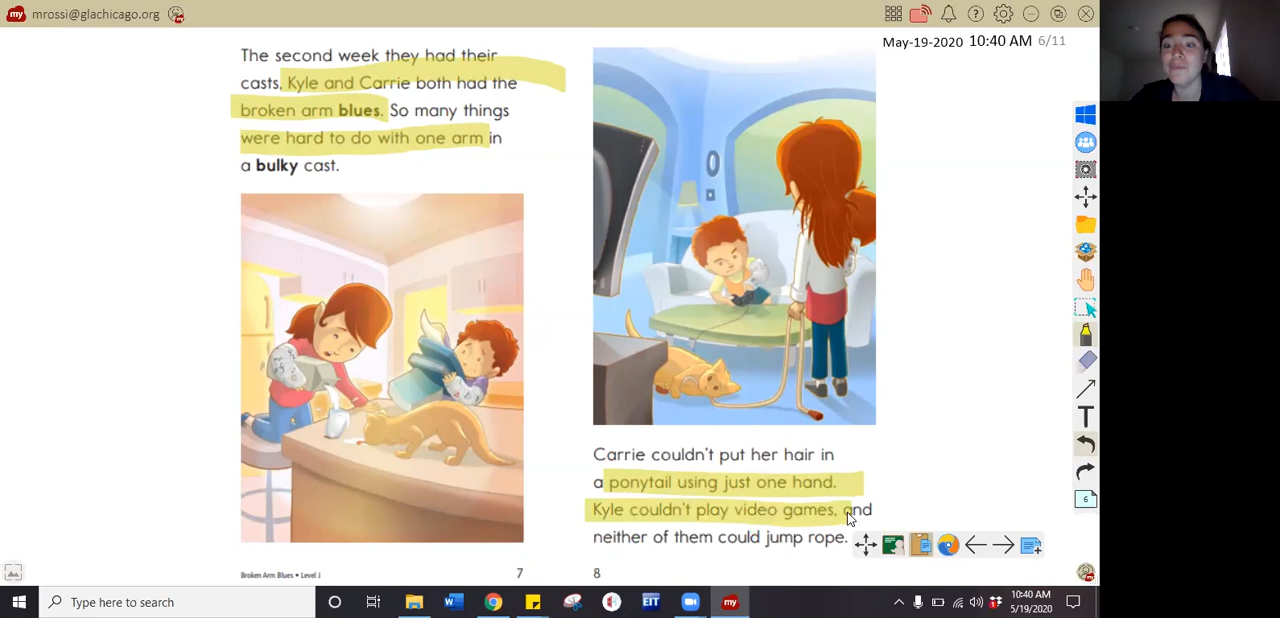 my mrossi@glachicago.org
May-19-2020 10:40 AM 6/11
The second week they had their
casts, Kyle and Carrie both had the
broken arm blues. So many things
were hard to do with one arm in
a bulky cast.
Carrie couldn't put her hair in
a ponytail using just one hand.
Kyle couldn't play video games, and
neither of them could jump rope.
Broken Arm Blues • Level J
7
8
T
6
Type here to search
W
EIT
my
10:40 AM
5/19/2020